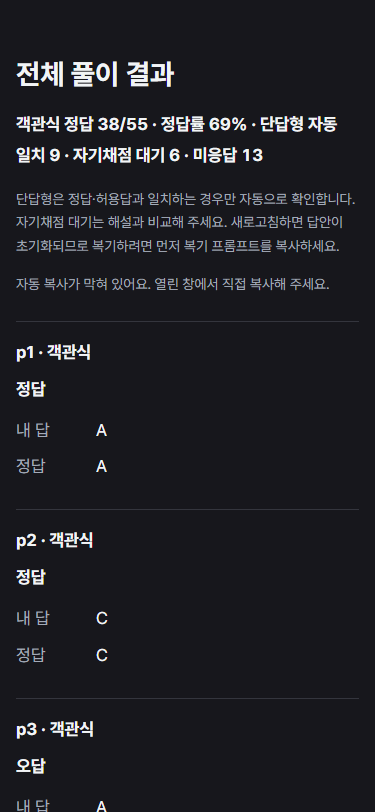 전체 풀이 결과
객관식 정답 38/55 · 정답률 69% · 단답형 자동
일치 9 · 자기채점 대기 6 · 미응답 13
단답형은 정답·허용답과 일치하는 경우만 자동으로 확인합니다.
자기채점 대기는 해설과 비교해 주세요. 새로고침하면 답안이
초기화되므로 복기하려면 먼저 복기 프롬프트를 복사하세요.
자동 복사가 막혀 있어요. 열린 창에서 직접 복사해 주세요.
p1 · 객관식
정답
내 답 A
정답 A
p2 · 객관식
정답
내 답 C
정답 C
p3 · 객관식
오답
내 답 A